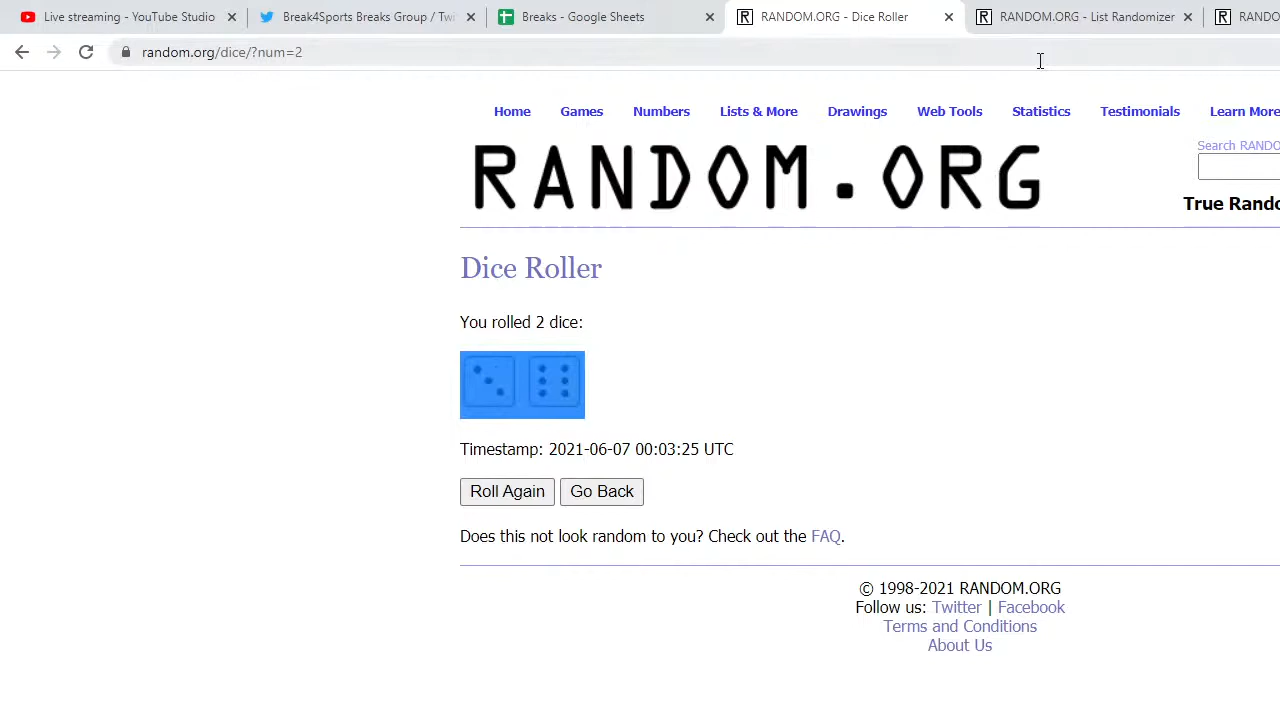 Live streaming - YouTube Studio
Break4Sports Breaks Group / Twi
Breaks - Google Sheets
RANDOM.ORG - Dice Roller
RANDOM.ORG - List Randomizer
RANDO
random.org/dice/?num=2
Home Games Numbers Lists & More Drawings Web Tools Statistics Testimonials Learn More
RANDOM.ORG
Search RANDO
True Rando
Dice Roller
You rolled 2 dice:
Timestamp: 2021-06-07 00:03:25 UTC
Roll Again Go Back
Does this not look random to you? Check out the FAQ.
© 1998-2021 RANDOM.ORG
Follow us: Twitter | Facebook
Terms and Conditions
About Us